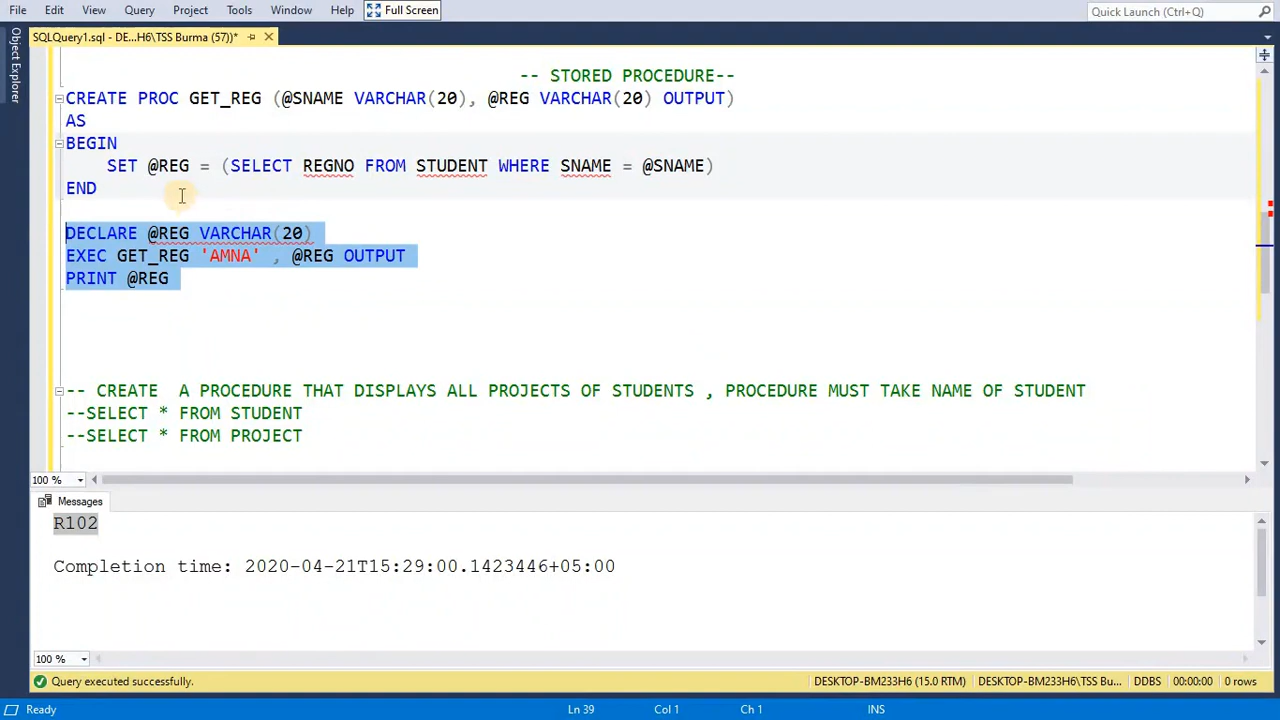 File Edit View Query Project Tools Window Help Full Screen Quick Launch (Ctrl+Q)
SQLQuery1.sql - DE...H6\TSS Burma (57))*
Object Explorer
-- STORED PROCEDURE--
CREATE PROC GET_REG (@SNAME VARCHAR(20), @REG VARCHAR(20) OUTPUT)
AS
BEGIN
SET @REG = (SELECT REGNO FROM STUDENT WHERE SNAME = @SNAME)
END
DECLARE @REG VARCHAR(20)
EXEC GET_REG 'AMNA' , @REG OUTPUT
PRINT @REG
-- CREATE A PROCEDURE THAT DISPLAYS ALL PROJECTS OF STUDENTS , PROCEDURE MUST TAKE NAME OF STUDENT
--SELECT * FROM STUDENT
--SELECT * FROM PROJECT
100 %
Messages
R102
Completion time: 2020-04-21T15:29:00.1423446+05:00
100 %
Query executed successfully. DESKTOP-BM233H6 (15.0 RTM) DESKTOP-BM233H6\TSS Bu... DDBS 00:00:00 0 rows
Ready Ln 39 Col 1 Ch 1 INS